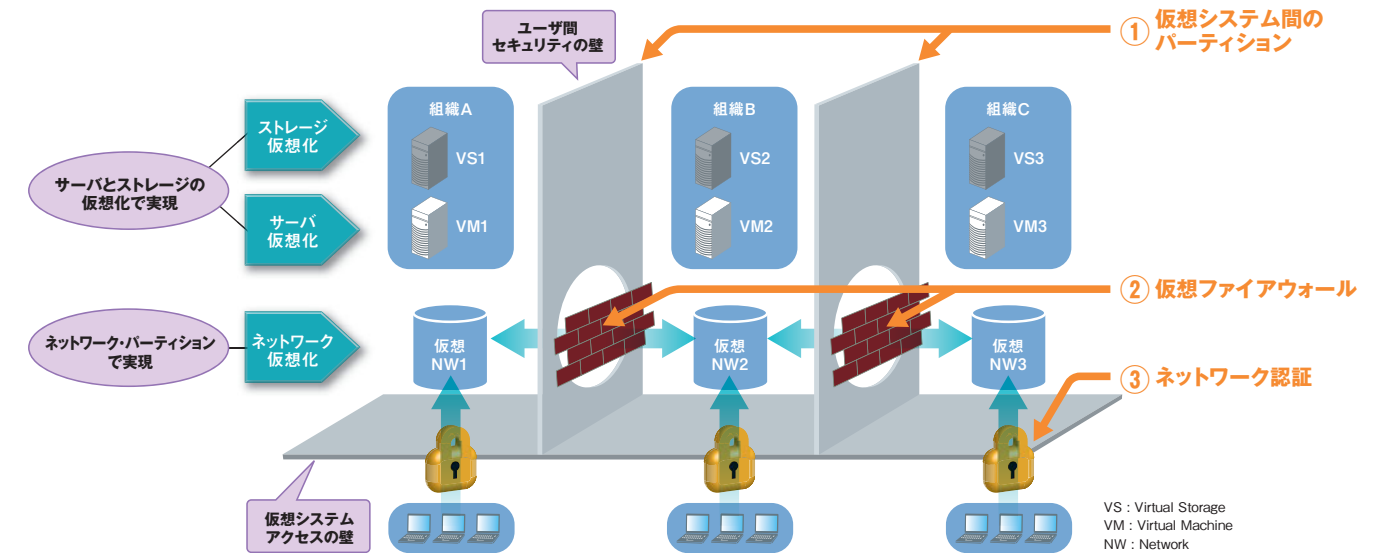 ユーザ間
セキュリティの壁
① 仮想システム間の
パーティション
組織A
組織B
組織C
ストレージ
仮想化
VS1
VS2
VS3
サーバとストレージの
仮想化で実現
サーバ
仮想化
VM1
VM2
VM3
② 仮想ファイアウォール
ネットワーク・パーティション
で実現
ネットワーク
仮想化
仮想
NW1
仮想
NW2
仮想
NW3
③ ネットワーク認証
仮想システム
アクセスの壁
VS : Virtual Storage
VM : Virtual Machine
NW : Network